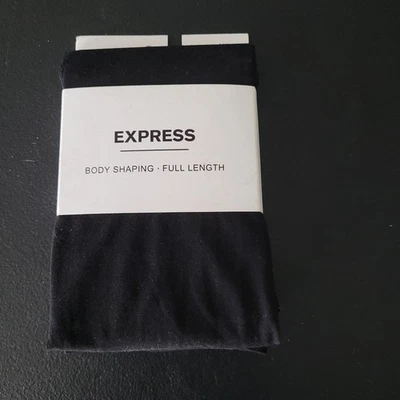 EXPRESS
BODY SHAPING · FULL LENGTH